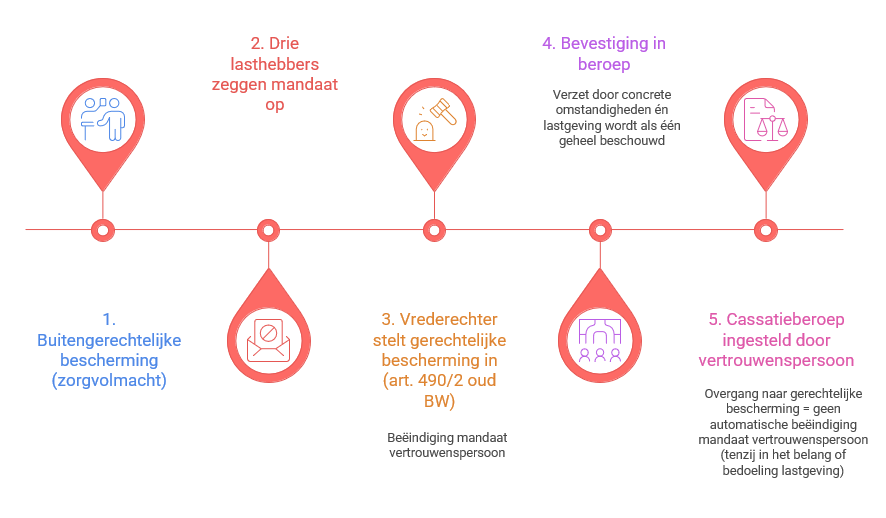 1.
Buitengerechtelijke
bescherming
(zorgvolmacht)
2. Drie
lasthebbers
zeggen mandaat
op
3. Vrederechter
stelt gerechtelijke
bescherming in
(art. 490/2 oud
BW)
Beëindiging mandaat
vertrouwenspersoon
4. Bevestiging in
beroep
Verzet door concrete
omstandigheden én
lastgeving wordt als één
geheel beschouwd
5. Cassatieberoep
ingesteld door
vertrouwenspersoon
Overgang naar gerechtelijke
bescherming = geen
automatische beëindiging
mandaat vertrouwenspersoon
(tenzij in het belang of
bedoeling lastgeving)